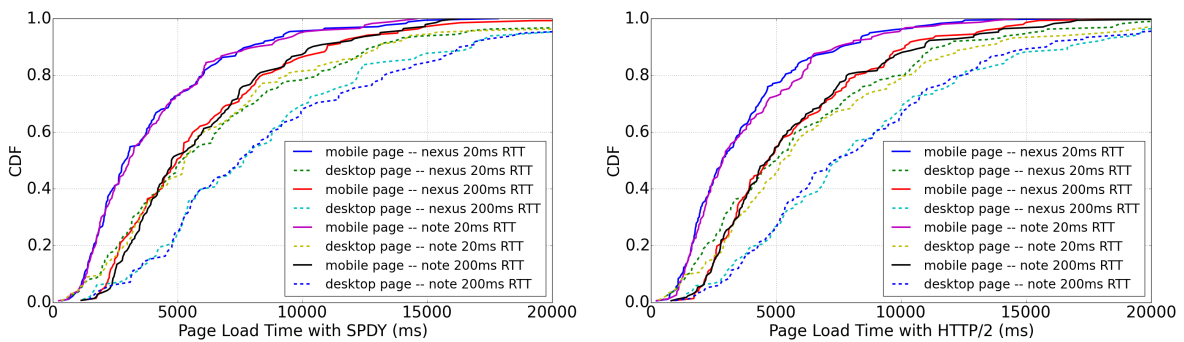 1.0
0.8
0.6
0.4
0.2
0.0
CDF
0 5000 10000 15000 20000
Page Load Time with SPDY (ms)
mobile page -- nexus 20ms RTT
desktop page -- nexus 20ms RTT
mobile page -- nexus 200ms RTT
desktop page -- nexus 200ms RTT
mobile page -- note 20ms RTT
desktop page -- note 20ms RTT
mobile page -- note 200ms RTT
desktop page -- note 200ms RTT
1.0
0.8
0.6
0.4
0.2
0.0
CDF
0 5000 10000 15000 20000
Page Load Time with HTTP/2 (ms)
mobile page -- nexus 20ms RTT
desktop page -- nexus 20ms RTT
mobile page -- nexus 200ms RTT
desktop page -- nexus 200ms RTT
mobile page -- note 20ms RTT
desktop page -- note 20ms RTT
mobile page -- note 200ms RTT
desktop page -- note 200ms RTT